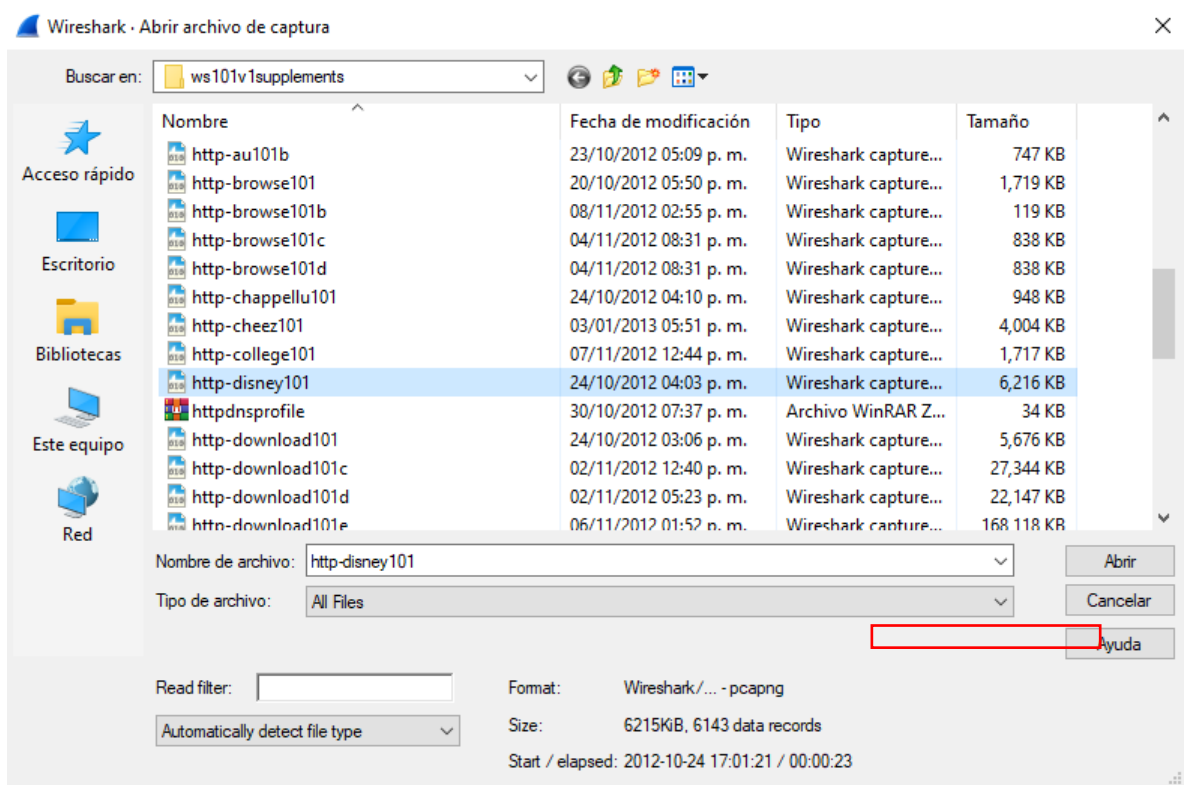 Wireshark · Abrir archivo de captura
Buscar en: ws101v1supplements
Acceso rápido
Escritorio
Bibliotecas
Este equipo
Red
Nombre Fecha de modificación Tipo Tamaño
http-au101b 23/10/2012 05:09 p. m. Wireshark capture... 747 KB
http-browse101 20/10/2012 05:50 p. m. Wireshark capture... 1,719 KB
http-browse101b 08/11/2012 02:55 p. m. Wireshark capture... 119 KB
http-browse101c 04/11/2012 08:31 p. m. Wireshark capture... 838 KB
http-browse101d 04/11/2012 08:31 p. m. Wireshark capture... 838 KB
http-chappellu101 24/10/2012 04:10 p. m. Wireshark capture... 948 KB
http-cheez101 03/01/2013 05:51 p. m. Wireshark capture... 4,004 KB
http-college101 07/11/2012 12:44 p. m. Wireshark capture... 1,717 KB
http-disney101 24/10/2012 04:03 p. m. Wireshark capture... 6,216 KB
httpdnsprofile 30/10/2012 07:37 p. m. Archivo WinRAR Z... 34 KB
http-download101 24/10/2012 03:06 p. m. Wireshark capture... 5,676 KB
http-download101c 02/11/2012 12:40 p. m. Wireshark capture... 27,344 KB
http-download101d 02/11/2012 05:23 p. m. Wireshark capture... 22,147 KB
http-download101e 06/11/2012 01:52 p. m. Wireshark capture... 168,118 KB
Nombre de archivo: http-disney101 Abrir
Tipo de archivo: All Files Cancelar
Ayuda
Read filter:
Automatically detect file type
Format: Wireshark/... - pcapng
Size: 6215KiB, 6143 data records
Start / elapsed: 2012-10-24 17:01:21 / 00:00:23